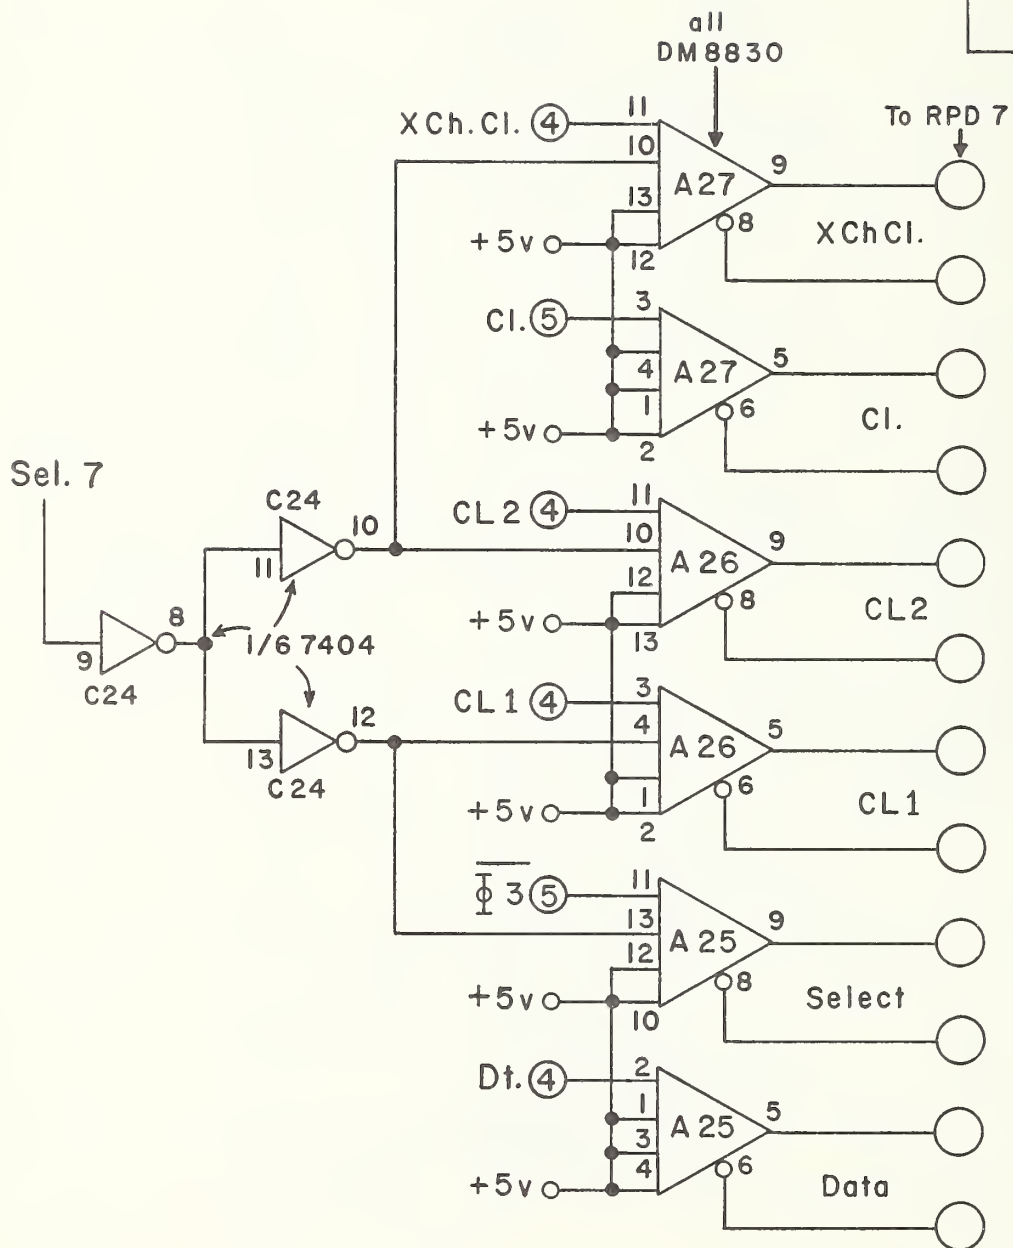 all
DM8830
To RPD 7
XCh.Cl. 4 11
10
A27
9
13
8
+5v
12
XChCl.
Cl. 5 3
4
A27
5
1
6
+5v
2
Cl.
Sel. 7
C24
10
11
CL2 4 11
10
A26
9
12
8
+5v
13
CL2
8
9
C24
1/6 7404
12
13
C24
CL1 4 3
4
A26
5
1
6
+5v
2
CL1
Φ 3 5 11
13
A25
9
12
8
+5v
10
Select
Dt. 4 2
1
A25
5
3
4
6
+5v
Data